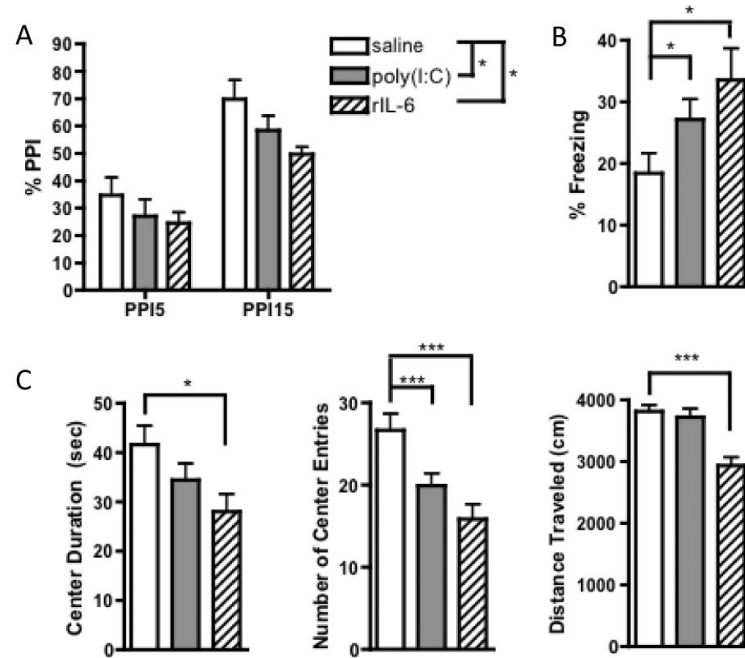 A
% PPI
90
80
70
60
50
40
30
20
10
0
PPI5
PPI15
saline
poly(I:C)
rIL-6
*
*
B
% Freezing
40
30
20
10
0
*
*
C
Center Duration (sec)
50
40
30
20
10
0
*
Number of Center Entries
30
20
10
0
***
***
Distance Traveled (cm)
4000
3000
2000
1000
0
***